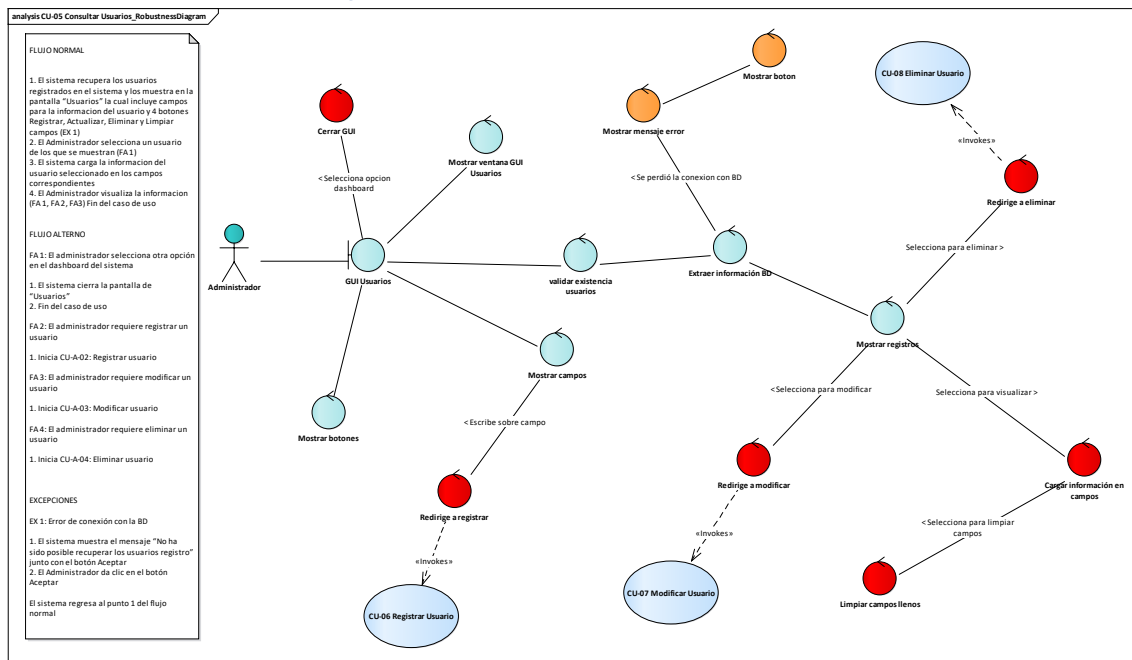 analysis CU-05 Consultar Usuarios_RobustnessDiagram
FLUJO NORMAL
1. El sistema recupera los usuarios
registrados en el sistema y los muestra en la
pantalla "Usuarios" la cual incluye campos
para la informacion del usuario y 4 botones
Registrar, Actualizar, Eliminar y Limpiar
campos (EX 1)
2. El Administrador selecciona un usuario
de los que se muestran (FA 1)
3. El sistema carga la informacion del
usuario seleccionado en los campos
correspondientes
4. El Administrador visualiza la informacion
(FA 1, FA 2, FA3) Fin del caso de uso
FLUJO ALTERNO
FA 1: El administrador selecciona otra opción
en el dashboard del sistema
1. El sistema cierra la pantalla de
"Usuarios"
2. Fin del caso de uso
FA 2: El administrador requiere registrar un
usuario
1. Inicia CU-A-02: Registrar usuario
FA 3: El administrador requiere modificar un
usuario
1. Inicia CU-A-03: Modificar usuario
FA 4: El administrador requiere eliminar un
usuario
1. Inicia CU-A-04: Eliminar usuario
EXCEPCIONES
EX 1: Error de conexión con la BD
1. El sistema muestra el mensaje "No ha
sido posible recuperar los usuarios registro"
junto con el botón Aceptar
2. El Administrador da clic en el botón
Aceptar
El sistema regresa al punto 1 del flujo
normal
Administrador
Cerrar GUI
< Selecciona opcion
dashboard
GUI Usuarios
Mostrar ventana GUI
Usuarios
Mostrar boton
Mostrar mensaje error
< Se perdió la conexion con BD
validar existencia
usuarios
Extraer información BD
CU-08 Eliminar Usuario
«Invokes»
Redirige a eliminar
Selecciona para eliminar >
Mostrar registros
Mostrar campos
Mostrar botones
< Escribe sobre campo
Redirige a registrar
«Invokes»
CU-06 Registrar Usuario
< Selecciona para modificar
Redirige a modificar
«Invokes»
CU-07 Modificar Usuario
Selecciona para visualizar >
Cargar información en
campos
< Selecciona para limpiar
campos
Limpiar campos llenos